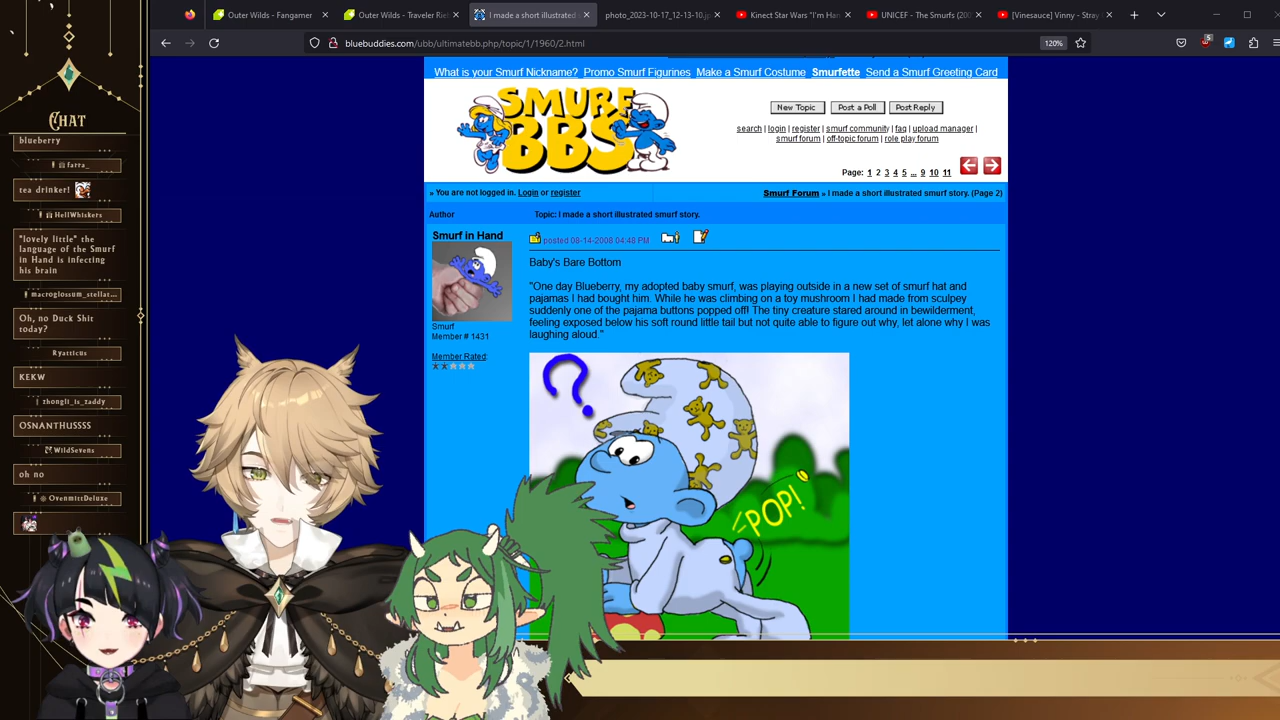 Outer Wilds - Fangamer
Outer Wilds - Traveler Rie
I made a short illustrated
photo_2023-10-17_12-13-10.jp
Kinect Star Wars "I'm Han
UNICEF - The Smurfs (200
[Vinesauce] Vinny - Stray
bluebuddies.com/ubb/ultimatebb.php/topic/1/1960/2.html
120%
5
What is your Smurf Nickname? Promo Smurf Figurines Make a Smurf Costume Smurfette Send a Smurf Greeting Card
SMURF
BBS
New Topic Post a Poll Post Reply
search | login | register | smurf community | faq | upload manager |
smurf forum | off-topic forum | role play forum
Page: 1 2 3 4 5 ... 9 10 11
» You are not logged in. Login or register
Smurf Forum » I made a short illustrated smurf story. (Page 2)
Author
Topic: I made a short illustrated smurf story.
Smurf in Hand
Smurf
Member # 1431
Member Rated:
posted 08-14-2008 04:48 PM
Baby's Bare Bottom
"One day Blueberry, my adopted baby smurf, was playing outside in a new set of smurf hat and
pajamas I had bought him. While he was climbing on a toy mushroom I had made from sculpey
suddenly one of the pajama buttons popped off! The tiny creature stared around in bewilderment,
feeling exposed below his soft round little tail but not quite able to figure out why, let alone why I was
laughing aloud."
?
POP!
Chat
blueberry
Fatta_
tea drinker!
HellWhiskers
"lovely little" the
language of the Smurf
in Hand is infecting
his brain
macroglossum_stellat...
Oh, no Duck Shit
today?
Ryatticus
KEKW
zhongli_is_zaddy
OSNANTHUSSSS
WildSevens
oh no
OvenmittDeluxe